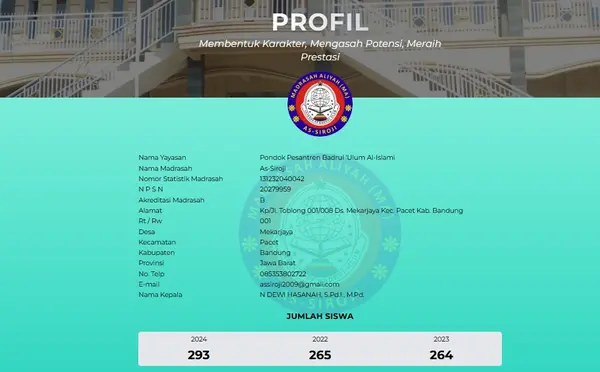 PROFIL
Membentuk Karakter, Mengasah Potensi, Meraih
Prestasi
MADRASAH ALIYAH (MA)
AS-SIROJI
Nama Yayasan Pondok Pesantren Badrul 'Ulum Al-Islami
Nama Madrasah As-Siroji
Nomor Statistik Madrasah 131232040042
N P S N 20279959
Akreditasi Madrasah B
Alamat Kp/Jl. Toblong 001/008 Ds. Mekarjaya Kec. Pacet Kab. Bandung
Rt / Rw 001
Desa Mekarjaya
Kecamatan Pacet
Kabupaten Bandung
Provinsi Jawa Barat
No. Telp 085353802722
E-mail assiroji2009@gmail.com
Nama Kepala N DEWI HASANAH, S.Pd.I., M.Pd.
JUMLAH SISWA
2024 2022 2023
293 265 264